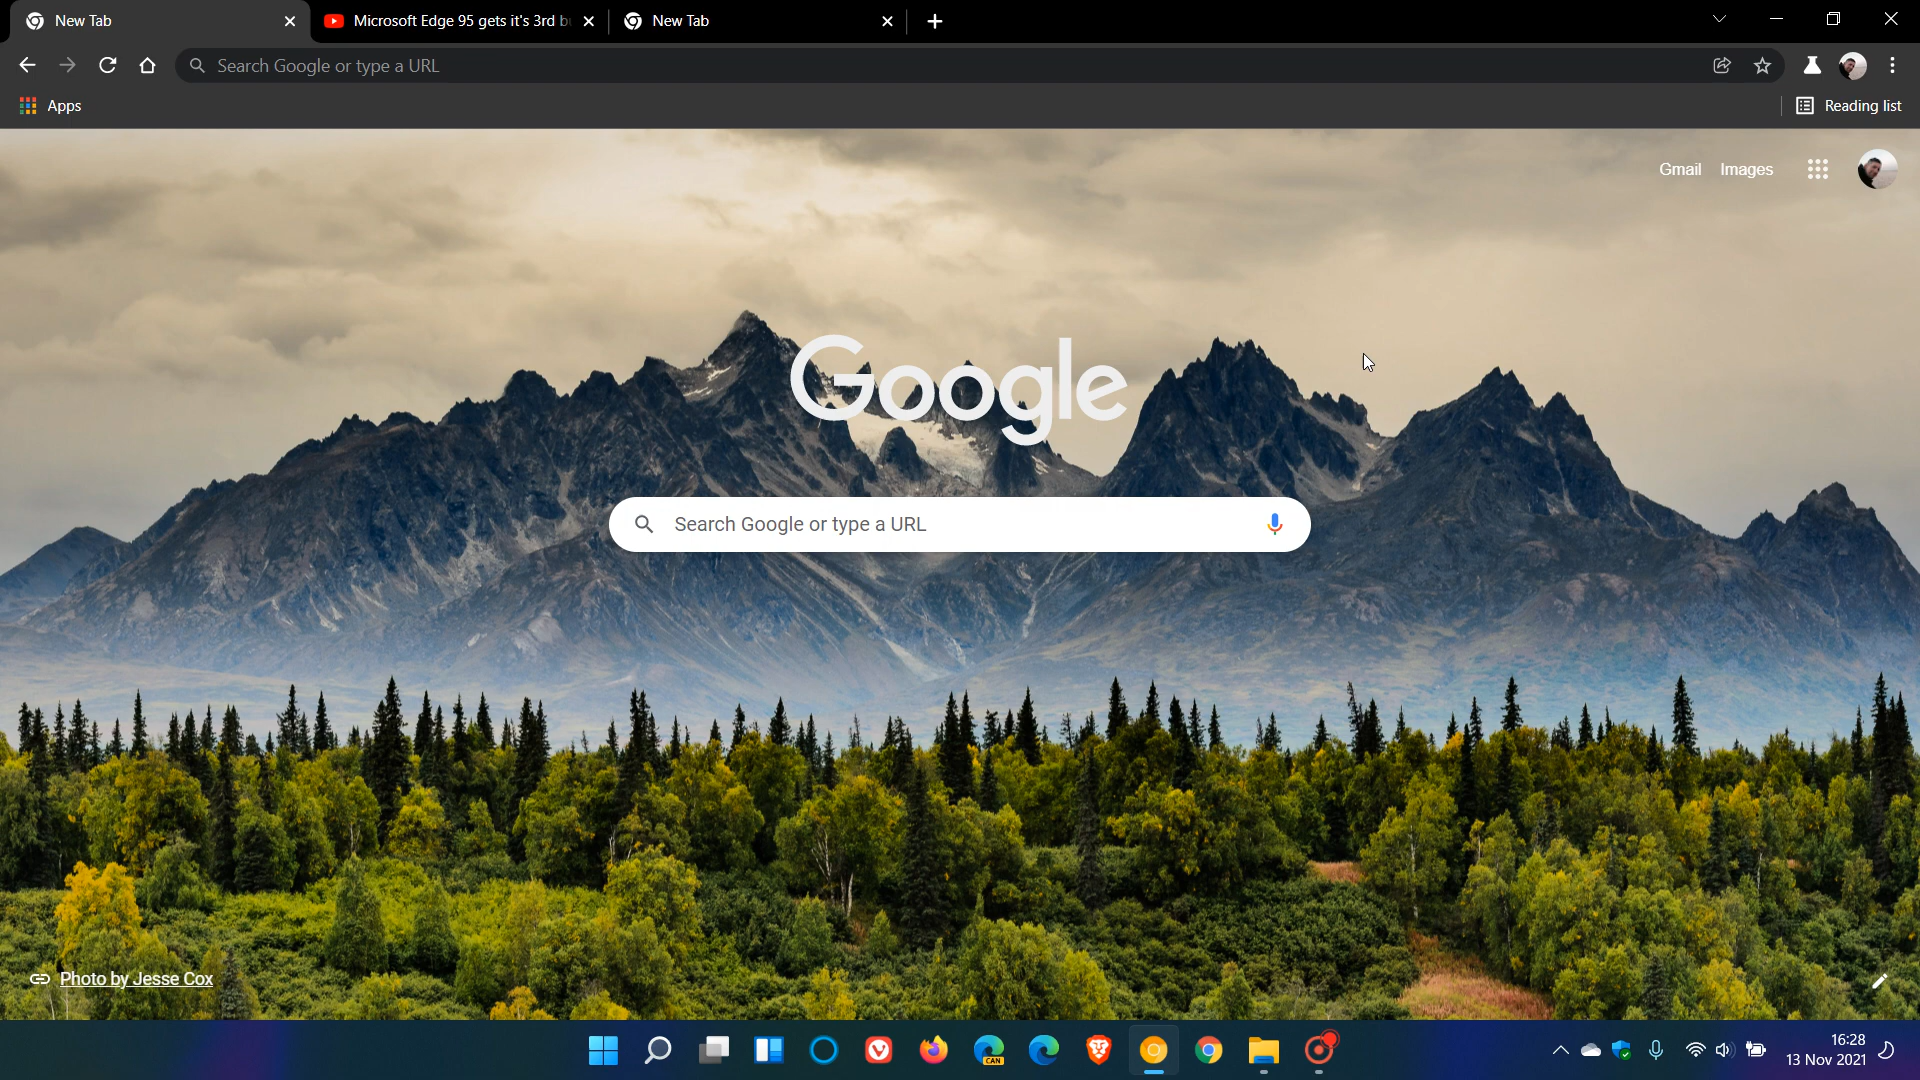 New Tab
Microsoft Edge 95 gets it's 3rd
New Tab
Search Google or type a URL
Apps
Reading list
Gmail Images
Google
Search Google or type a URL
Photo by Jesse Cox
CAN
16:28
13 Nov 2021